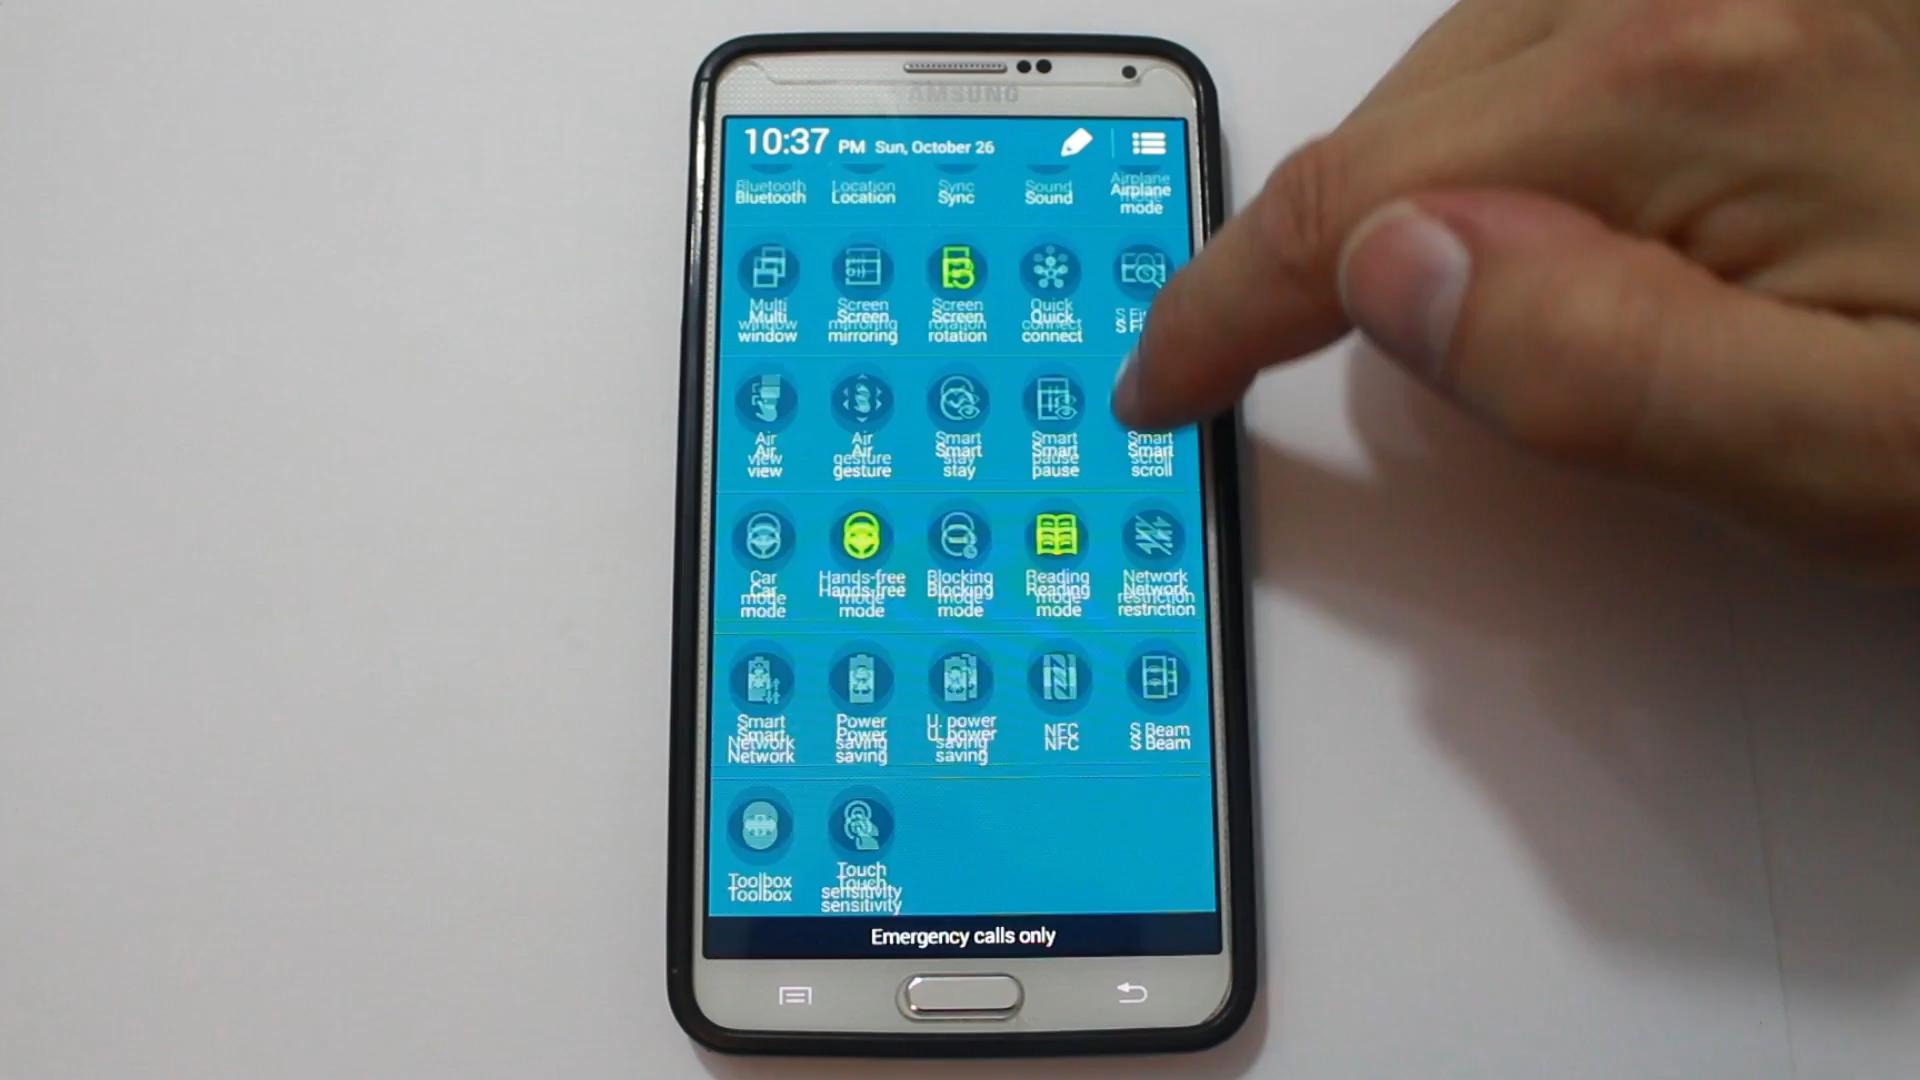 SAMSUNG
10:37 PM Sun, October 26
Bluetooth Location Sync Sound Airplane mode
Multi window Screen mirroring Screen rotation Quick connect S Fi
Air view Air gesture Smart stay Smart pause Smart scroll
Car mode Hands-free mode Blocking mode Reading mode Network restriction
Smart Network Power saving U. power saving NFC S Beam
Toolbox Touch sensitivity
Emergency calls only